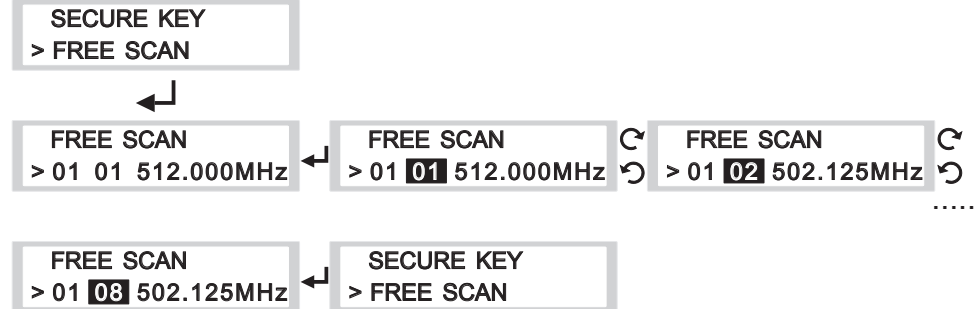 SECURE KEY
> FREE SCAN
FREE SCAN
> 01 01 512.000MHz
FREE SCAN
> 01 01 512.000MHz
FREE SCAN
> 01 02 502.125MHz
.....
FREE SCAN
> 01 08 502.125MHz
SECURE KEY
> FREE SCAN